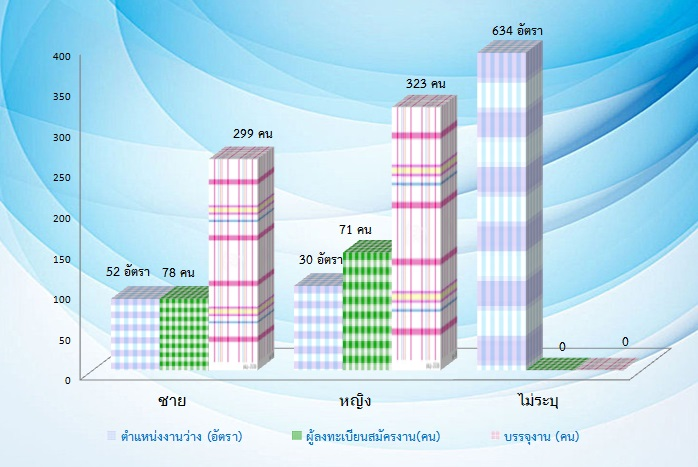 634 อัตรา
400
350
300
250
200
150
100
50
0
323 คน
299 คน
71 คน
30 อัตรา
52 อัตรา
78 คน
0
0
ชาย
หญิง
ไม่ระบุ
ตำแหน่งงานว่าง (อัตรา)
ผู้ลงทะเบียนสมัครงาน(คน)
บรรจุงาน (คน)